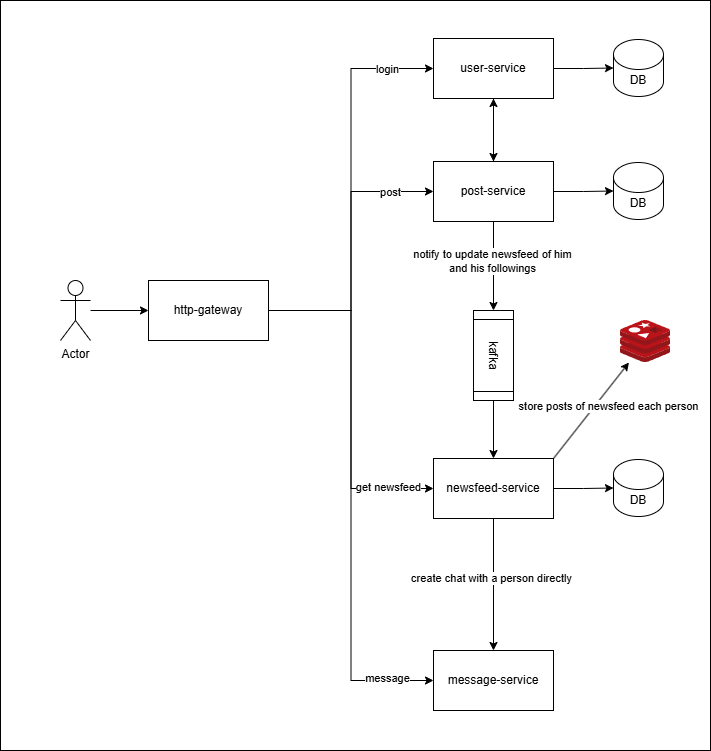 login
user-service
DB
post
post-service
DB
notify to update newsfeed of him
and his followings
http-gateway
Actor
kafka
store posts of newsfeed each person
get newsfeed
newsfeed-service
DB
create chat with a person directly
message
message-service